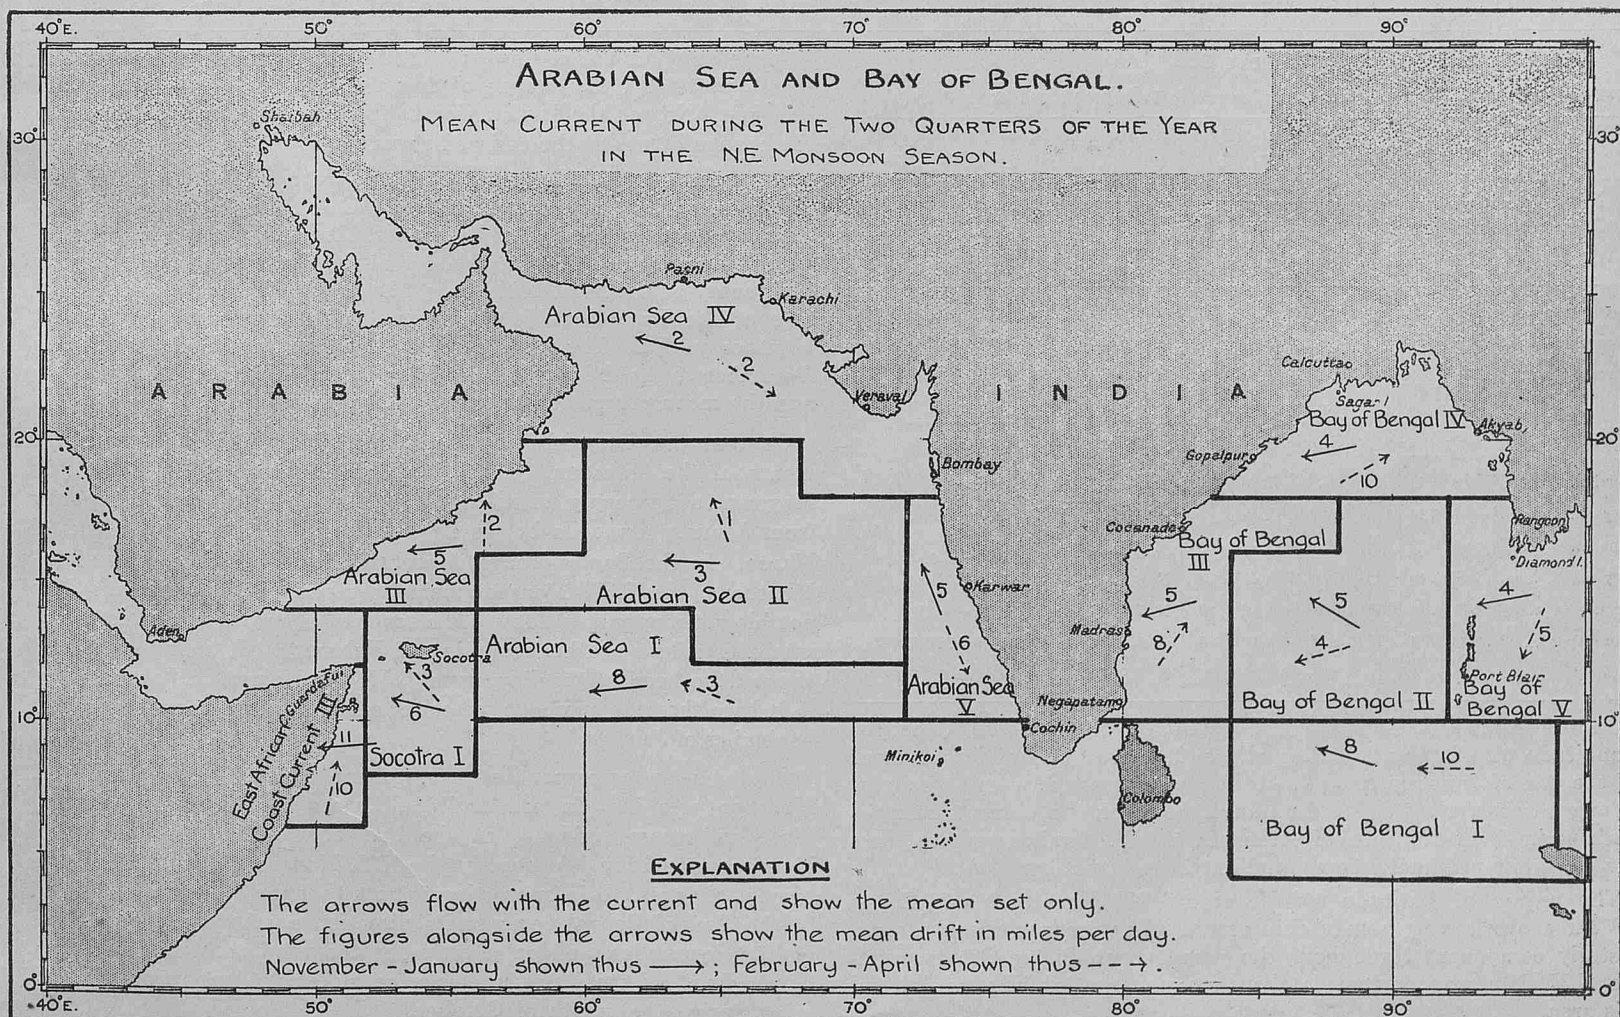 40°E. 50° 60° 70° 80° 90°
ARABIAN SEA AND BAY OF BENGAL.
MEAN CURRENT DURING THE TWO QUARTERS OF THE YEAR
IN THE N.E MONSOON SEASON.
Shaibah
30° 30°
Pasni
Karachi
Arabian Sea IV
2
2
Calcutta
Veraval
Sagar I
ARABIA
INDIA
Bay of Bengal IV
Akyab
4
20° 20°
Gopalpur
10
Bombay
2
1
Cocanada
Rangoon
Bay of Bengal
III
5
3
Diamond I.
Arabian Sea
III
Arabian Sea II
Karwar
5
5
5
4
Aden
Madras
8
4
5
6
Socotra
3
Arabian Sea I
Port Blair
8
3
Arabian Sea
V
Bay of Bengal II
Bay of
Bengal V
C. Guardafui
6
Negapatam
10° 10°
Cochin
East African
Coast Current III
11
Socotra I
Minikoi
8
10
10
Colombo
Bay of Bengal I
EXPLANATION
The arrows flow with the current and show the mean set only.
The figures alongside the arrows show the mean drift in miles per day.
November - January shown thus ⟶ ; February - April shown thus - - → .
0° 0°
40°E. 50° 60° 70° 80° 90°